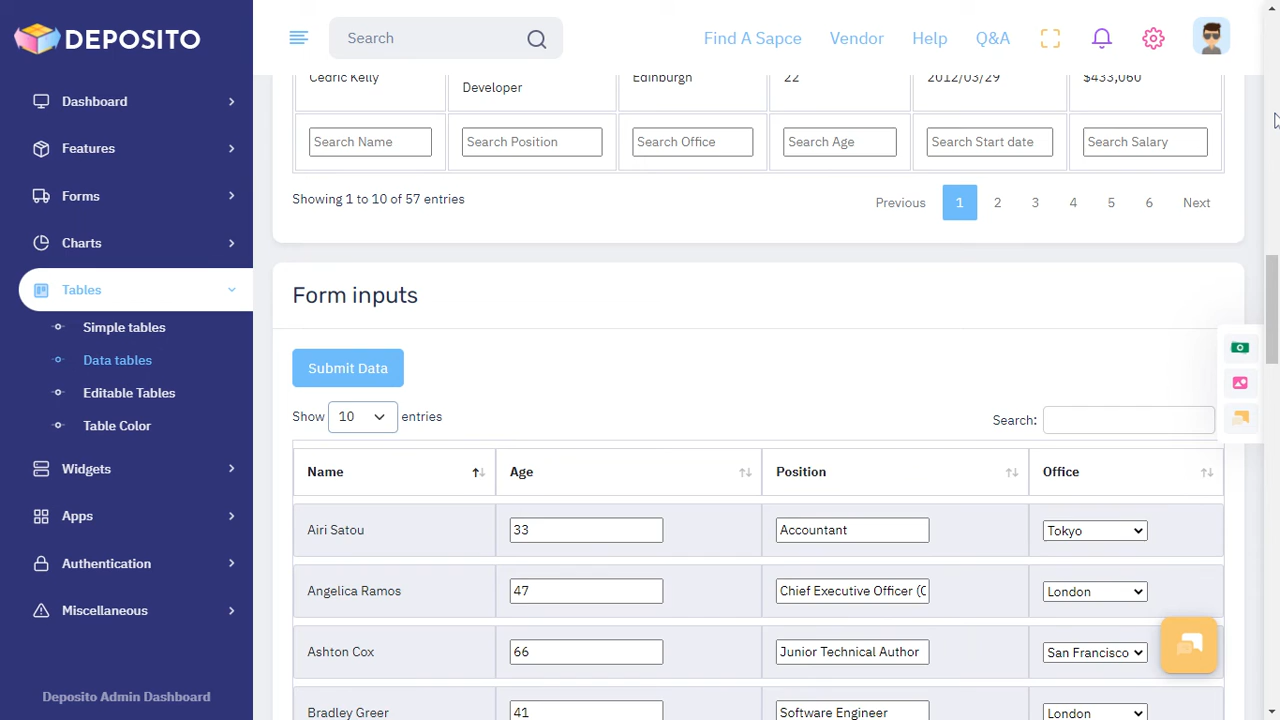 DEPOSITO
Search
Find A Sapce Vendor Help Q&A
Dashboard
Features
Forms
Charts
Tables
Simple tables
Data tables
Editable Tables
Table Color
Widgets
Apps
Authentication
Miscellaneous
Deposito Admin Dashboard
Cedric Kelly Developer Edinburgh 22 2012/03/29 $433,060
Search Name Search Position Search Office Search Age Search Start date Search Salary
Showing 1 to 10 of 57 entries
Previous 1 2 3 4 5 6 Next
Form inputs
Submit Data
Show 10 entries
Search:
Name Age Position Office
Airi Satou 33 Accountant Tokyo
Angelica Ramos 47 Chief Executive Officer (C London
Ashton Cox 66 Junior Technical Author San Francisco
Bradley Greer 41 Software Engineer London